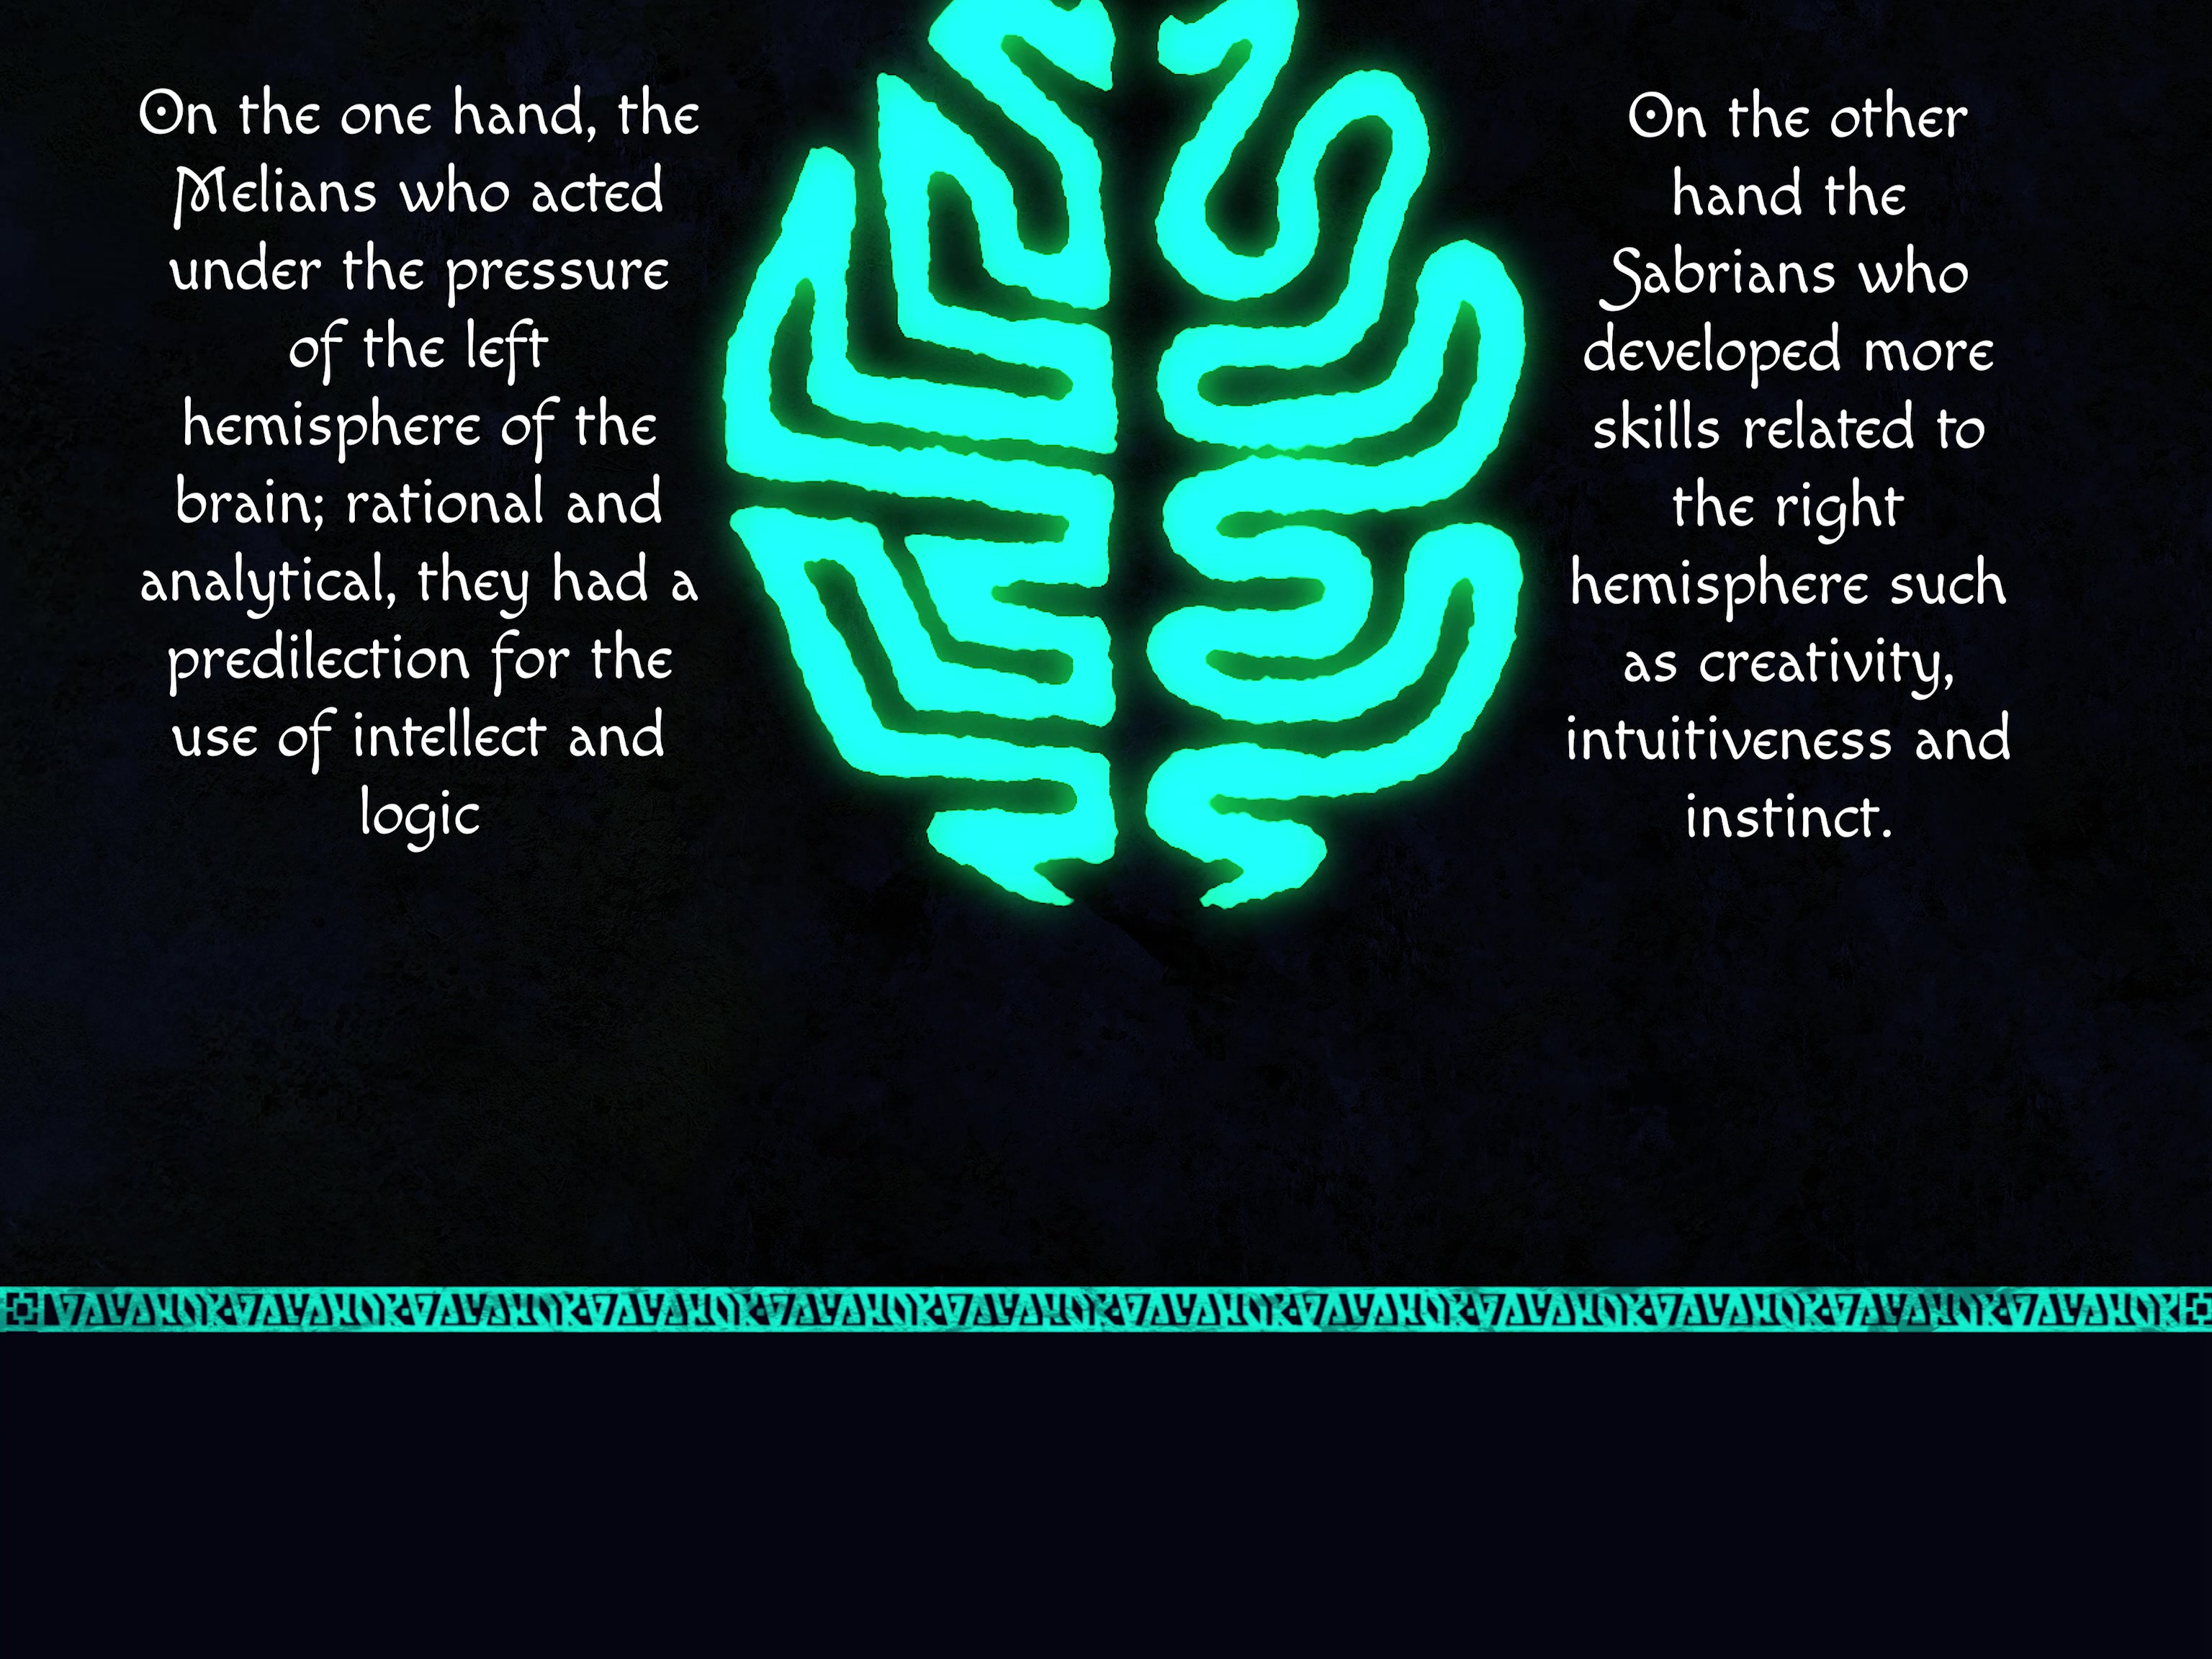 On the one hand, the
Melians who acted
under the pressure
of the left
hemisphere of the
brain; rational and
analytical, they had a
predilection for the
use of intellect and
logic
On the other
hand the
Sabrians who
developed more
skills related to
the right
hemisphere such
as creativity,
intuitiveness and
instinct.